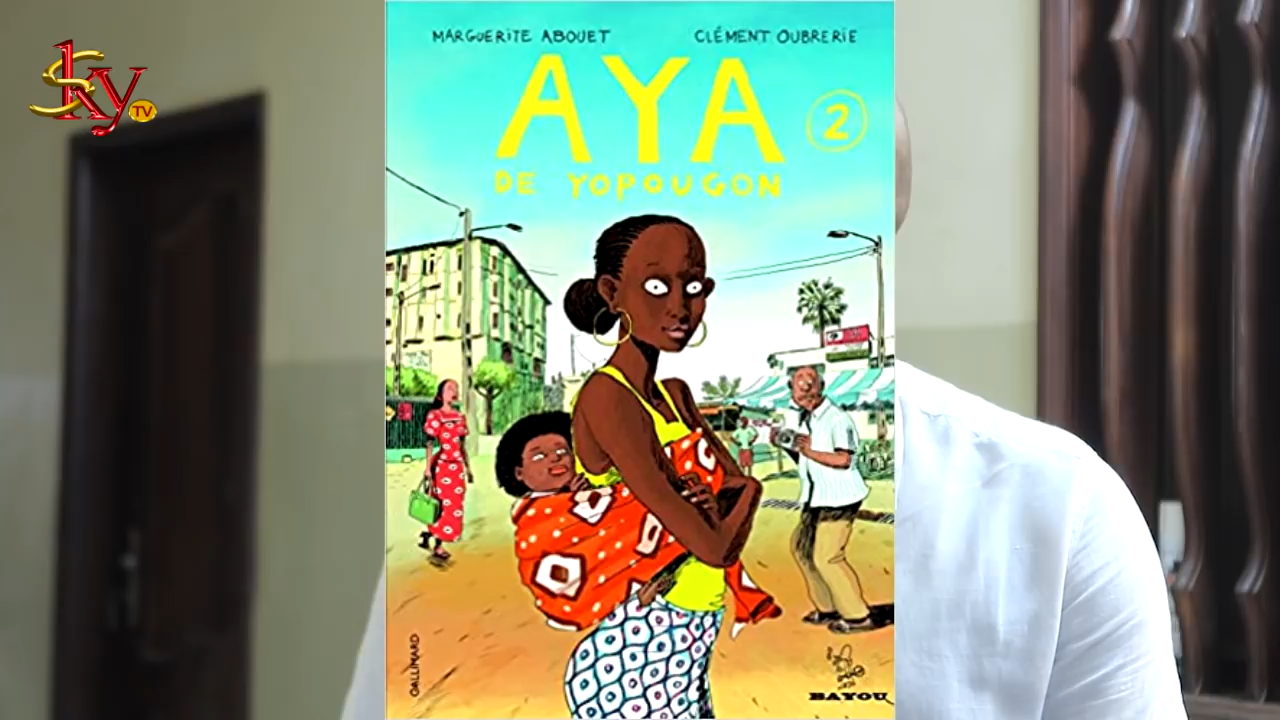 Sky
TV
MARGUERITE ABOUET
CLÉMENT OUBRERIE
AYA
2
DE YOPOUGON
GALLIMARD
BAYOU